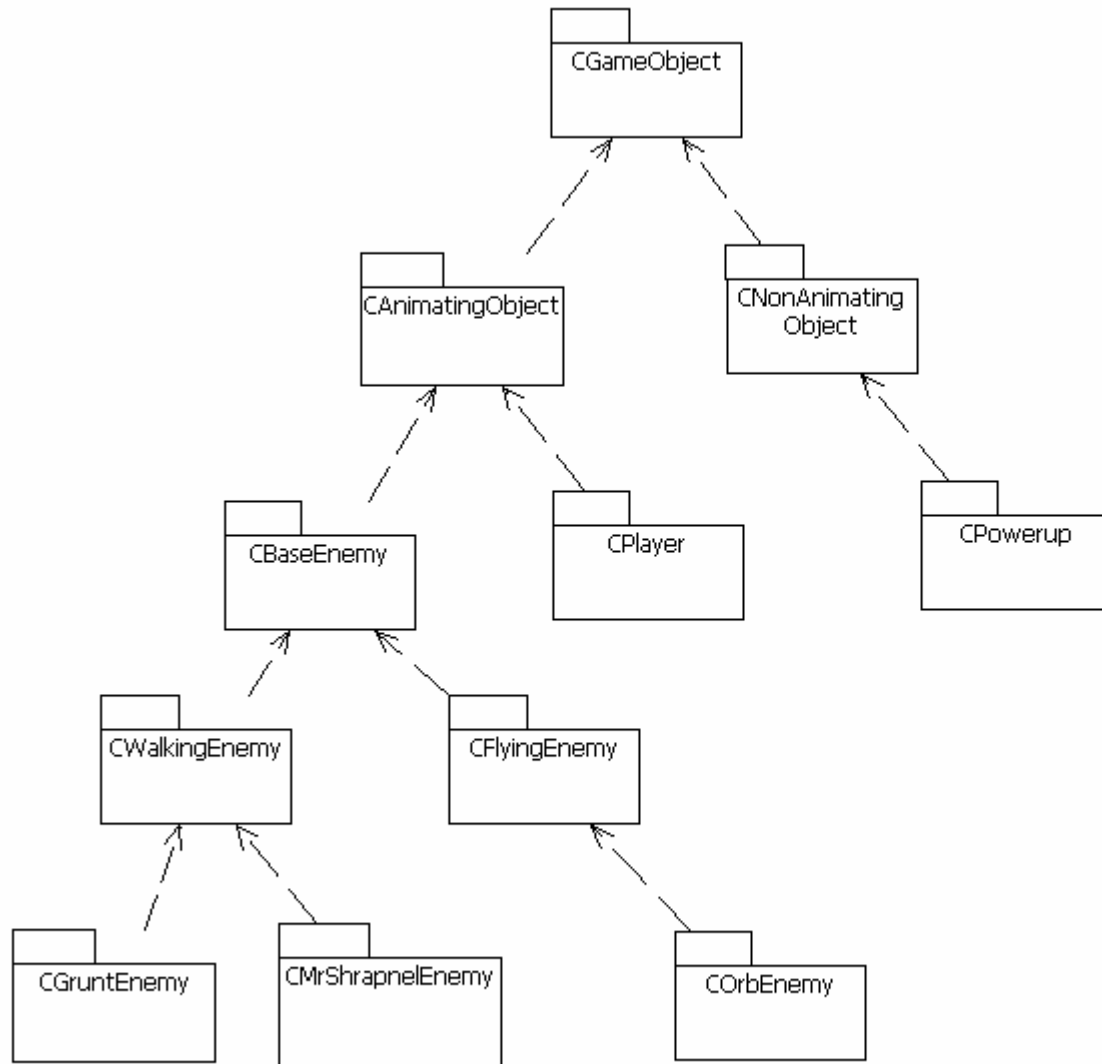 CGameObject
CAnimatingObject
CNonAnimating
Object
CBaseEnemy
CPlayer
CPowerup
CWalkingEnemy
CFlyingEnemy
CGruntEnemy
CMrShrapnelEnemy
COrbEnemy